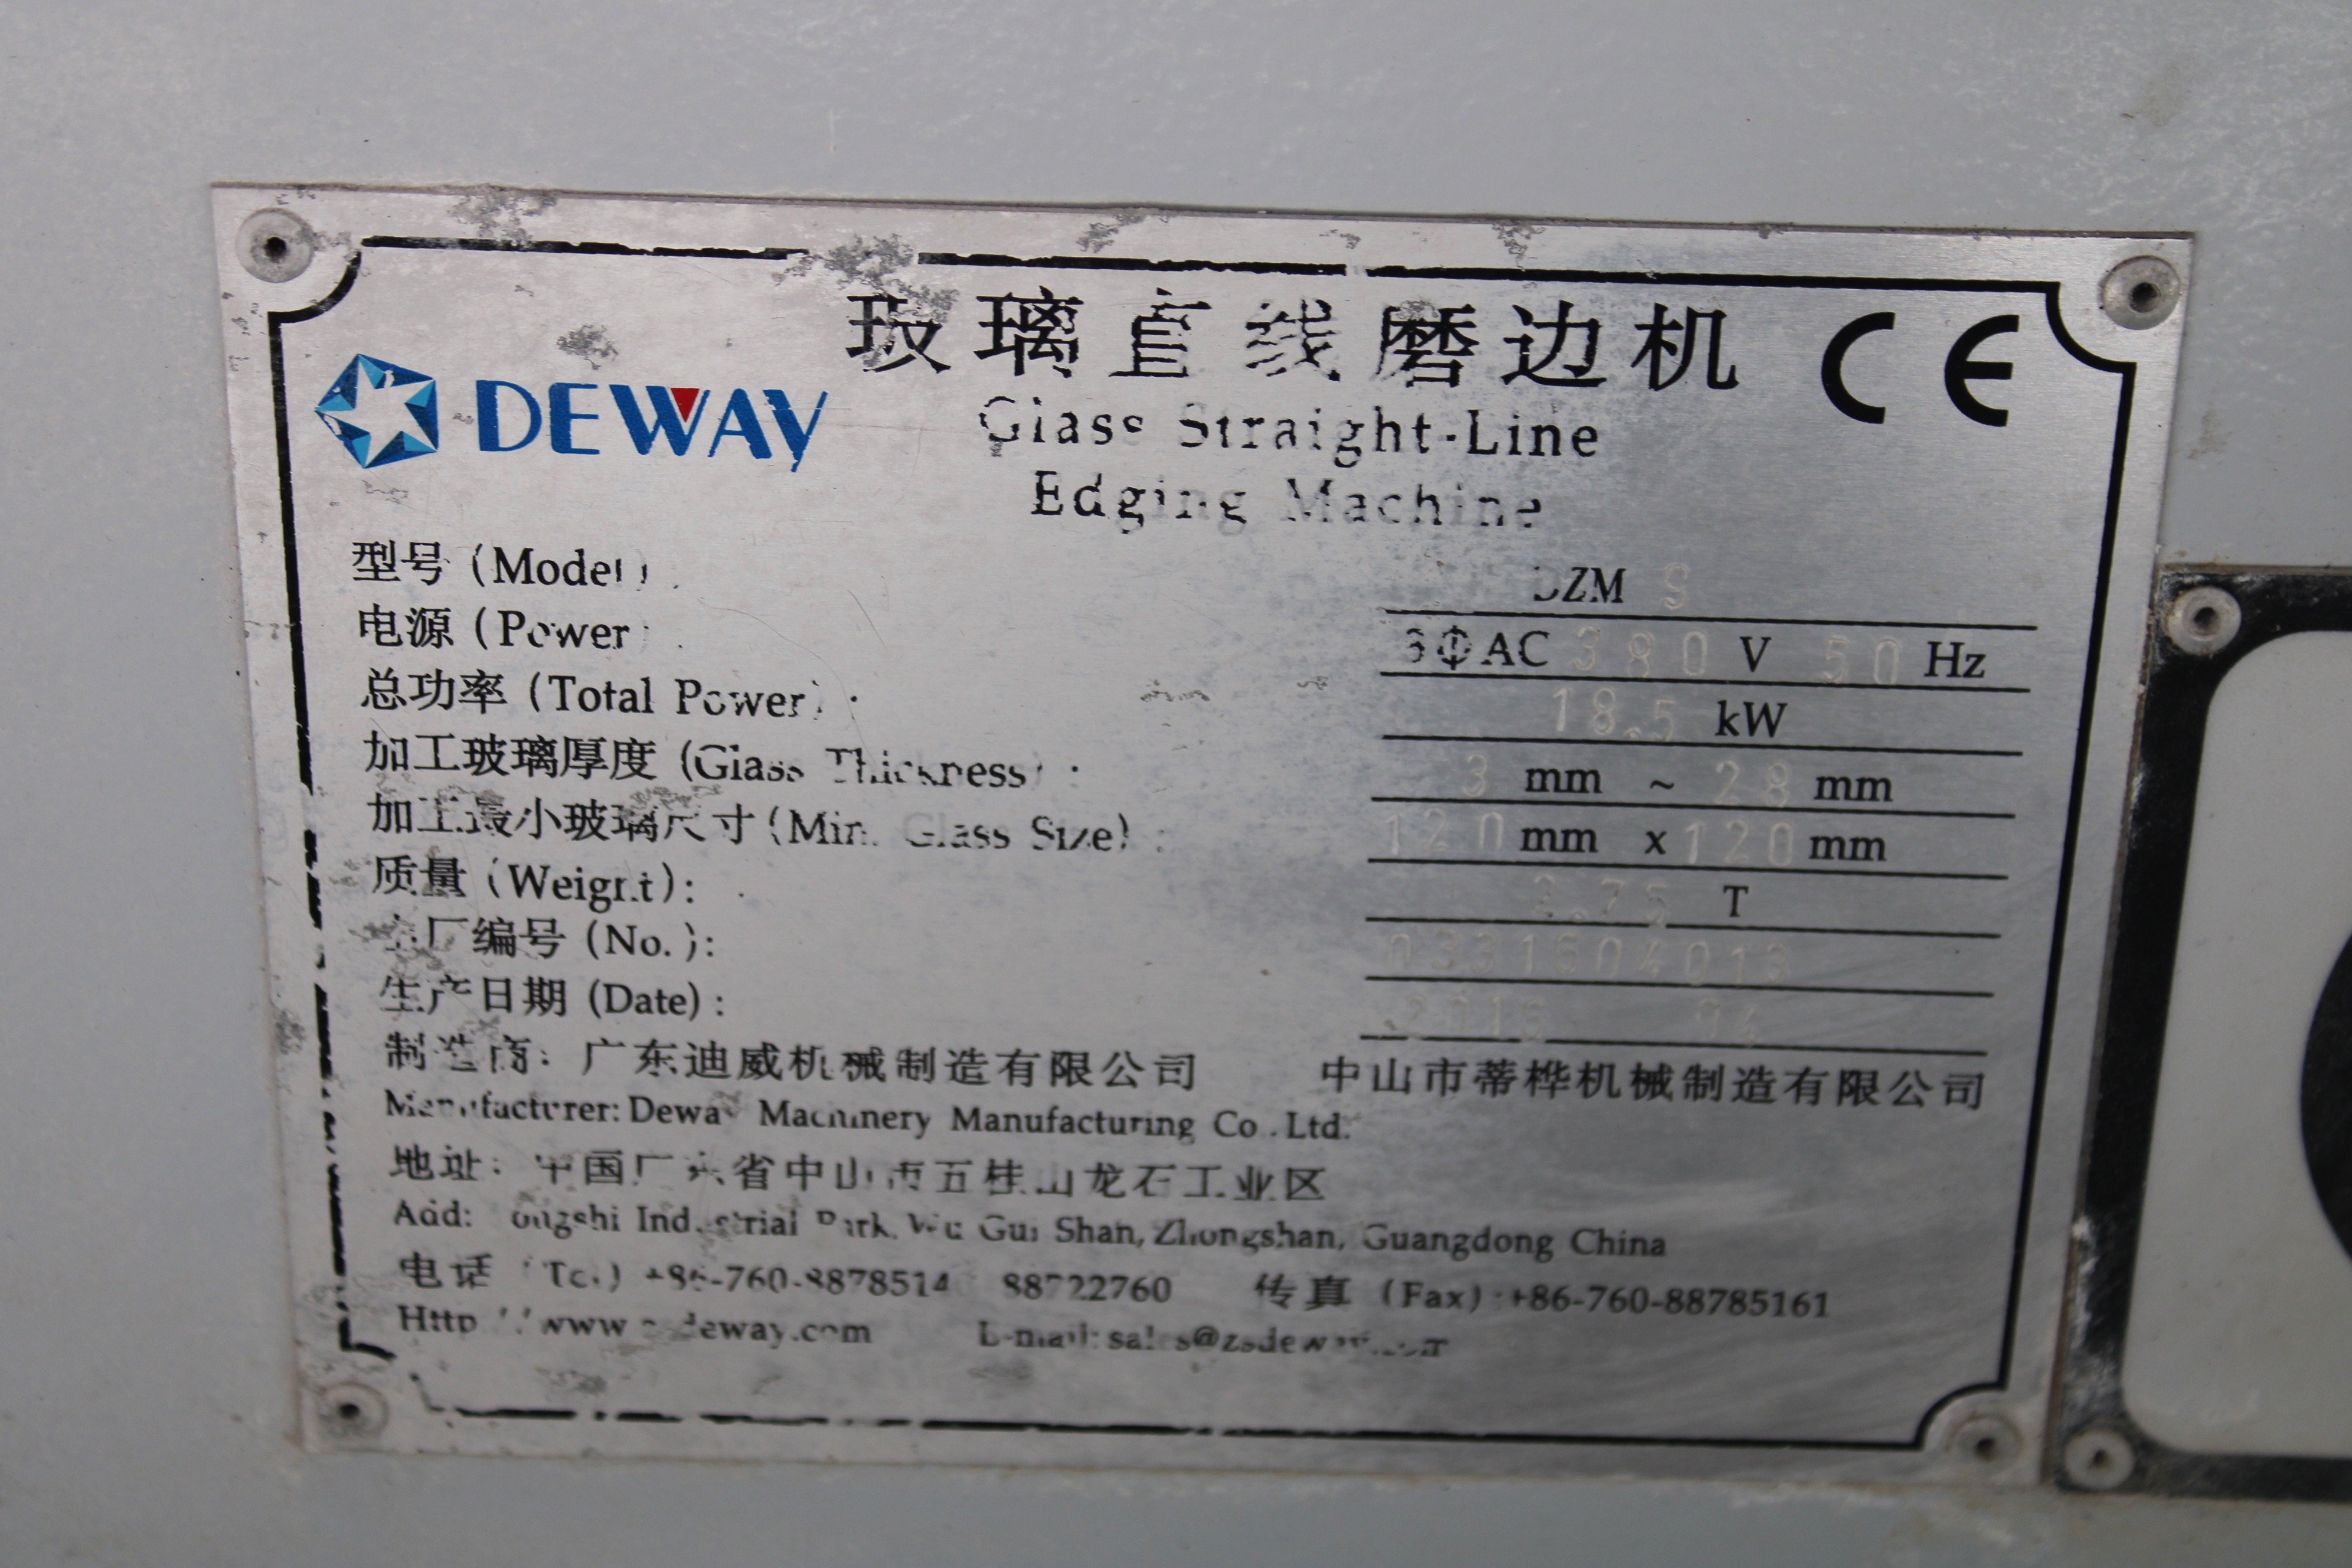 玻璃直线磨边机 CE
DEWAY
Glass Straight-Line
Edging Machine
型号 (Model) : DZM 9
电源 (Power) : 3Φ AC 380 V 50 Hz
总功率 (Total Power) : 18.5 kW
加工玻璃厚度 (Glass Thickness) : 3 mm ~ 28 mm
加工最小玻璃尺寸 (Min. Glass Size) : 120 mm x 120 mm
质量 (Weight): 2.75 T
厂编号 (No.):
生产日期 (Date) :
制造商: 广东迪威机械制造有限公司 中山市蒂桦机械制造有限公司
Manufacturer: Deway Machinery Manufacturing Co.Ltd.
地址: 中国广东省中山市五桂山龙石工业区
Add: Industrial Park, Wu Gui Shan, Zhongshan, Guangdong China
电话 (Tel) +86-760-8878514 88722760 传真 (Fax) :+86-760-88785161
Http://www.zsdeway.com E-mail: sales@zsdeway.com